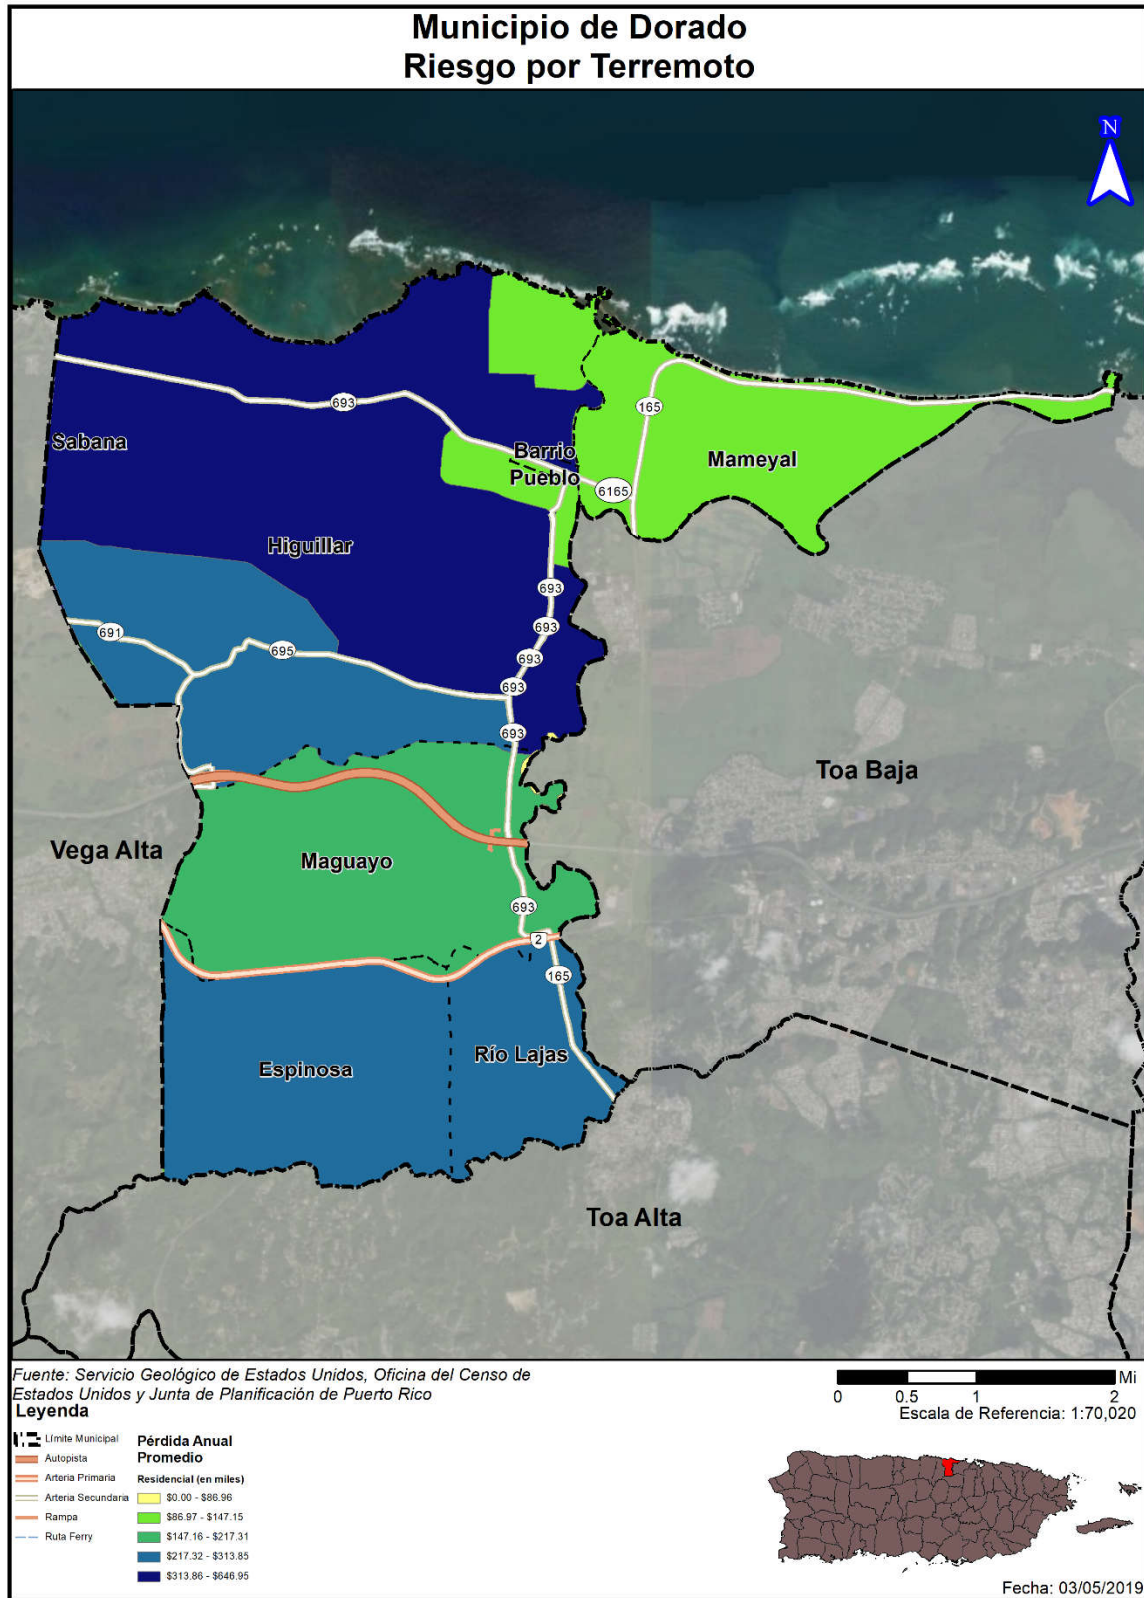 Municipio de Dorado
Riesgo por Terremoto
N
693
165
Sabana
Barrio
Pueblo
Mameyal
6165
Higuillar
693
691
693
695
693
693
693
Toa Baja
Vega Alta
Maguayo
693
2
165
Espinosa
Río Lajas
Toa Alta
Fuente: Servicio Geológico de Estados Unidos, Oficina del Censo de
Estados Unidos y Junta de Planificación de Puerto Rico
Leyenda
Límite Municipal
Autopista
Arteria Primaria
Arteria Secundaria
Rampa
Ruta Ferry
Pérdida Anual
Promedio
Residencial (en miles)
$0.00 - $86.96
$86.97 - $147.15
$147.16 - $217.31
$217.32 - $313.85
$313.86 - $646.95
Mi
0 0.5 1 2
Escala de Referencia: 1:70,020
Fecha: 03/05/2019